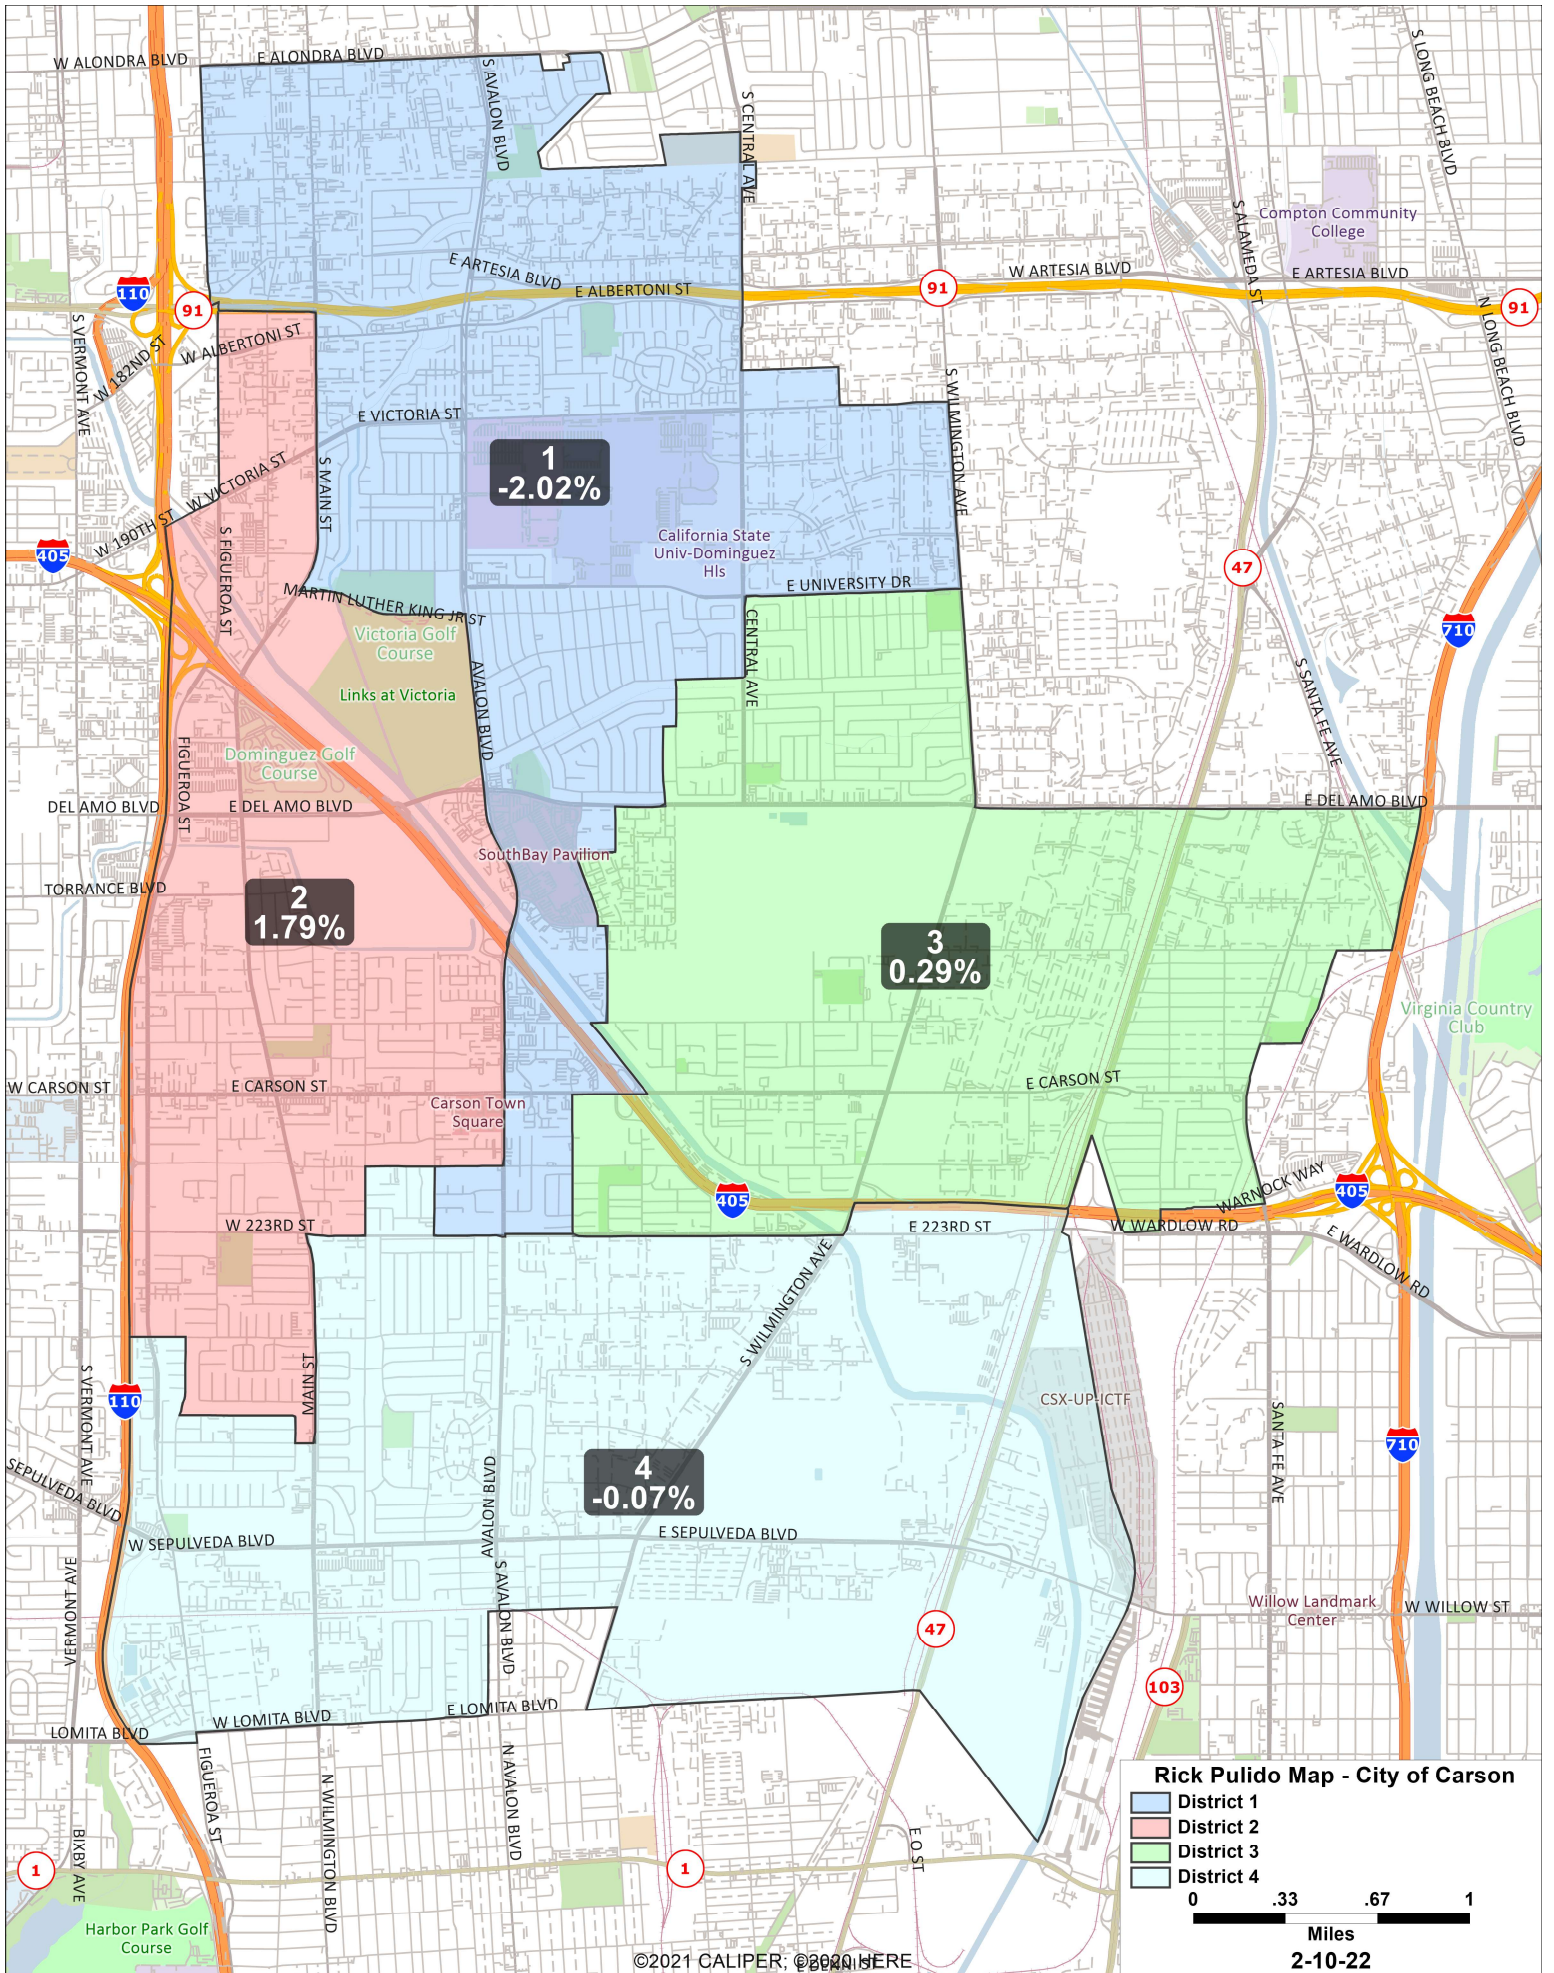 W ALONDRA BLVD
E ALONDRA BLVD
S AVALON BLVD
S CENTRAL AVE
S LONG BEACH BLVD
Compton Community
College
S ALAMEDA ST
E ARTESIA BLVD
E ALBERTONI ST
W ARTESIA BLVD
E ARTESIA BLVD
110
91
91
91
S VERMONT AVE
W 182ND ST
W ALBERTONI ST
N LONG BEACH BLVD
E VICTORIA ST
S WILMINGTON AVE
1
-2.02%
W VICTORIA ST
S MAIN ST
W 190TH ST
S FIGUEROA ST
405
California State
Univ-Dominguez
Hls
47
E UNIVERSITY DR
MARTIN LUTHER KING JR ST
710
Victoria Golf
Course
CENTRAL AVE
Links at Victoria
AVALON BLVD
S SANTA FE AVE
Dominguez Golf
Course
FIGUEROA ST
DEL AMO BLVD
E DEL AMO BLVD
E DEL AMO BLVD
SouthBay Pavilion
TORRANCE BLVD
2
1.79%
3
0.29%
Virginia Country
Club
W CARSON ST
E CARSON ST
E CARSON ST
Carson Town
Square
405
WARNOCK WAY
405
W 223RD ST
E 223RD ST
W WARDLOW RD
E WARDLOW RD
S WILMINGTON AVE
MAIN ST
S VERMONT AVE
110
CSX-UP-ICTF
SANTA FE AVE
710
4
-0.07%
SEPULVEDA BLVD
AVALON BLVD
W SEPULVEDA BLVD
E SEPULVEDA BLVD
VERMONT AVE
S AVALON BLVD
Willow Landmark
Center
W WILLOW ST
47
103
LOMITA BLVD
W LOMITA BLVD
E LOMITA BLVD
FIGUEROA ST
N WILMINGTON BLVD
N AVALON BLVD
BIXBY AVE
1
1
E O ST
Harbor Park Golf
Course
E DENNI ST
©2021 CALIPER; ©2020 HERE
Rick Pulido Map - City of Carson
District 1
District 2
District 3
District 4
0 .33 .67 1
Miles
2-10-22